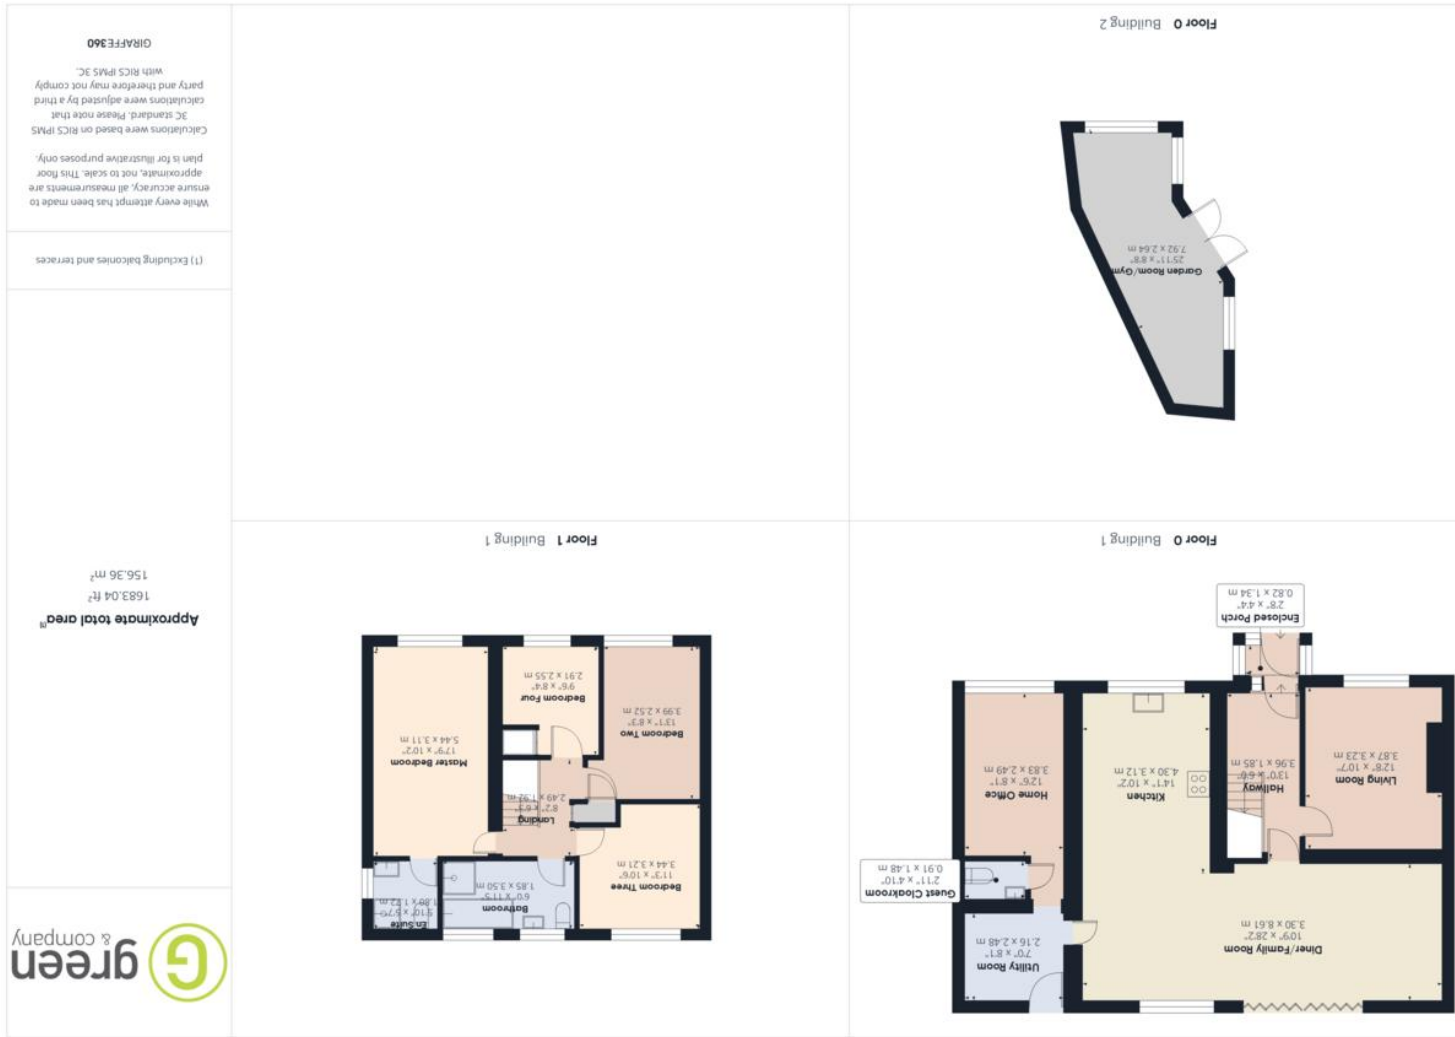 Diner/Family Room
10'9" x 28'2"
3.30 x 8.61 m
Utility Room
7'0" x 8'1"
2.16 x 2.48 m
Guest Cloakroom
2'11" x 4'10"
0.91 x 1.48 m
Living Room
12'8" x 10'7"
3.87 x 3.23 m
Hallway
13'0" x 6'0"
3.96 x 1.85 m
Kitchen
14'1" x 10'2"
4.30 x 3.12 m
Home Office
12'6" x 8'1"
3.83 x 2.49 m
Enclosed Porch
2'8" x 4'4"
0.82 x 1.34 m
Floor 0 Building 1
Bedroom Three
11'3" x 10'6"
3.44 x 3.21 m
Bathroom
6'0" x 11'5"
1.85 x 3.50 m
En-Suite
5'10" x 5'7"
1.80 x 1.72 m
Landing
8'2" x 6'3"
2.49 x 1.92 m
Bedroom Two
13'1" x 8'3"
3.99 x 2.52 m
Bedroom Four
9'6" x 8'4"
2.91 x 2.55 m
Master Bedroom
17'9" x 10'2"
5.44 x 3.11 m
Floor 1 Building 1
Garden Room/Gym
25'11" x 8'8"
7.92 x 2.64 m
Floor 0 Building 2
G green
& company
Approximate total area⁽¹⁾
1683.04 ft²
156.36 m²
(1) Excluding balconies and terraces
While every attempt has been made to
ensure accuracy, all measurements are
approximate, not to scale. This floor
plan is for illustrative purposes only.
Calculations were based on RICS IPMS
3C standard. Please note that
calculations were adjusted by a third
party and therefore may not comply
with RICS IPMS 3C.
GIRAFFE360